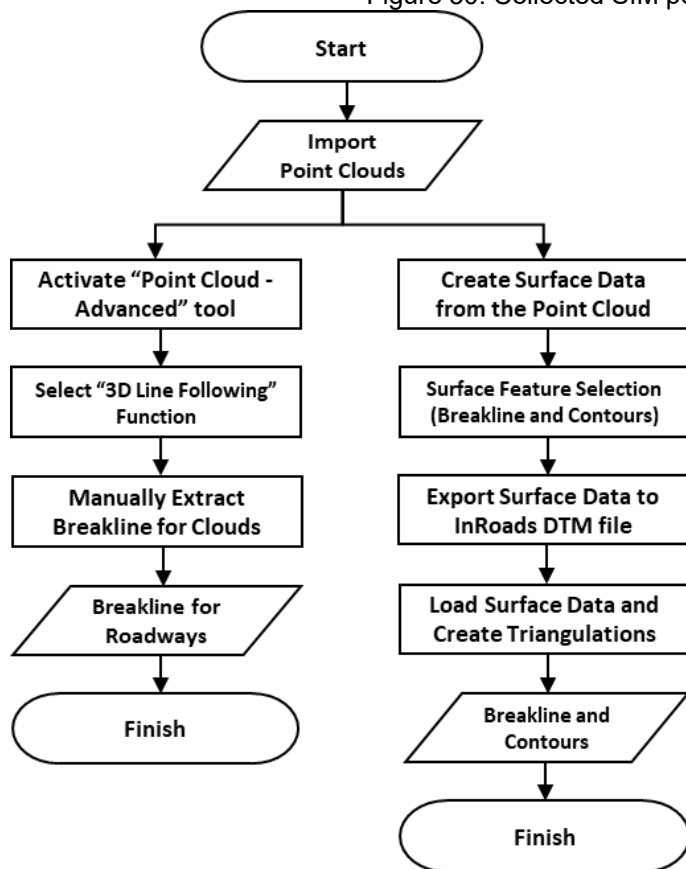 Start
Import
Point Clouds
Activate “Point Cloud -
Advanced” tool
Select “3D Line Following”
Function
Manually Extract
Breakline for Clouds
Breakline for
Roadways
Finish
Create Surface Data
from the Point Cloud
Surface Feature Selection
(Breakline and Contours)
Export Surface Data to
InRoads DTM file
Load Surface Data and
Create Triangulations
Breakline and
Contours
Finish